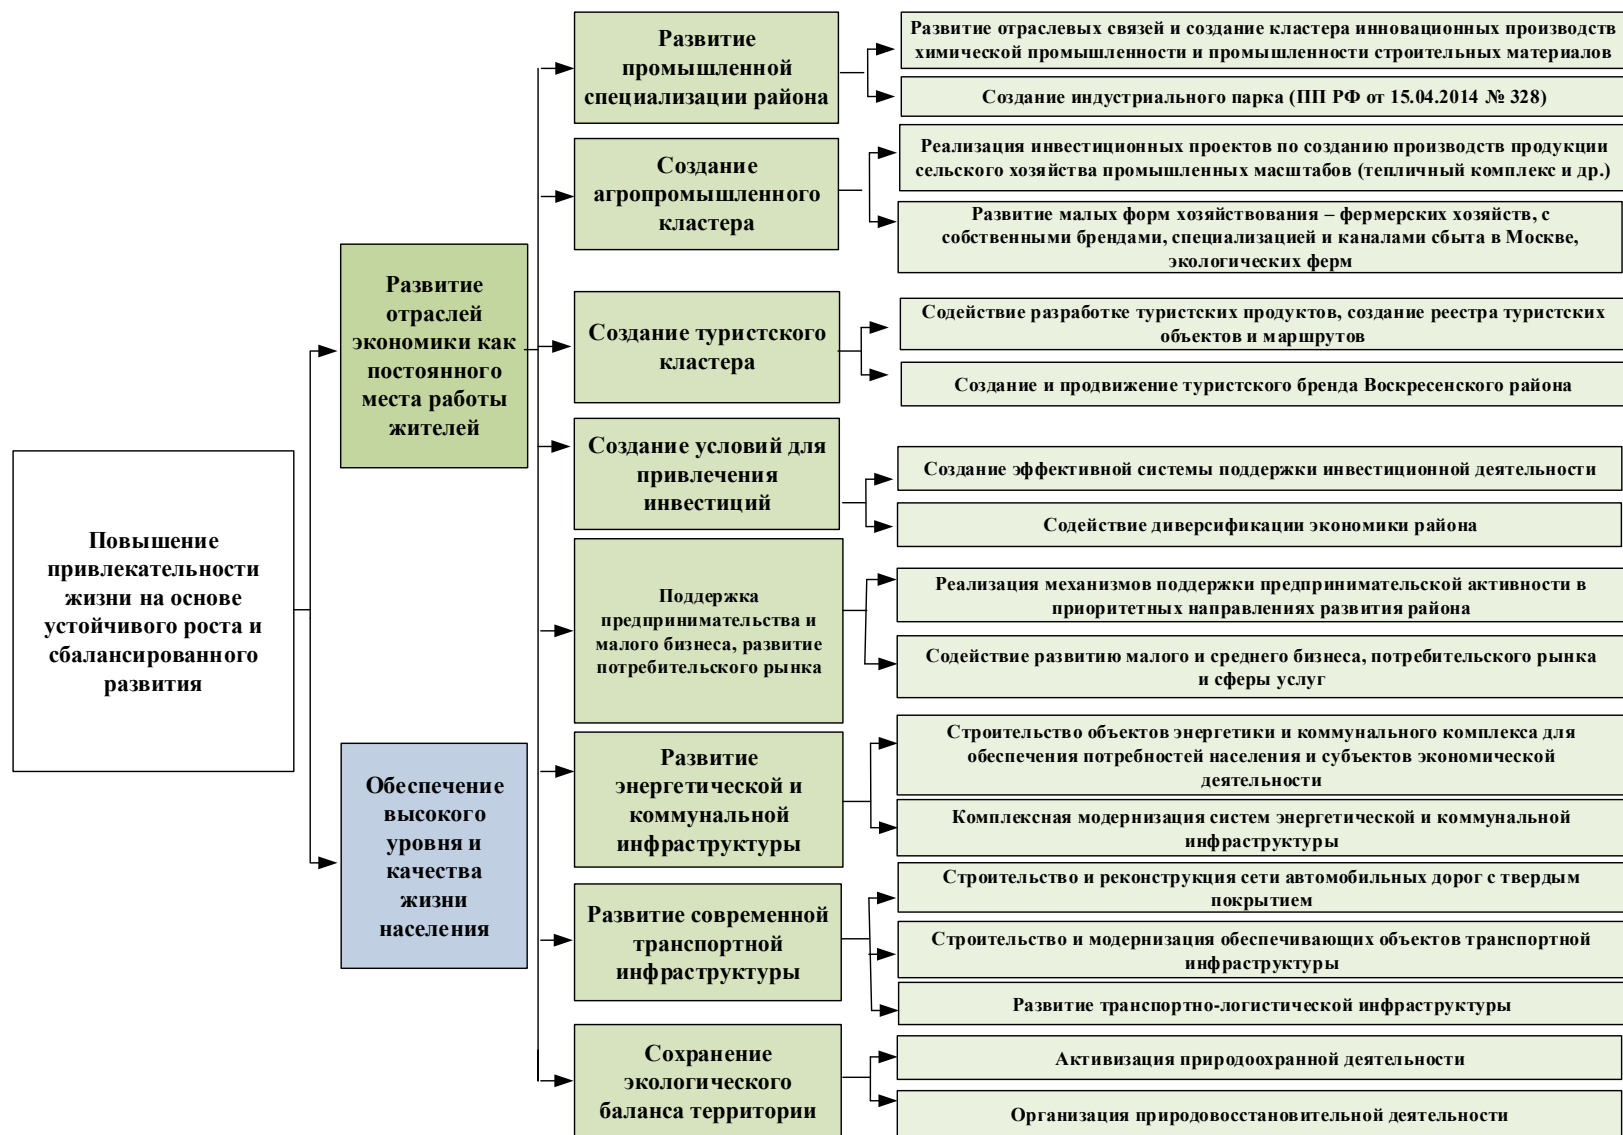 Повышение
привлекательности
жизни на основе
устойчивого роста и
сбалансированного
развития
Развитие
отраслей
экономики как
постоянного
места работы
жителей
Обеспечение
высокого
уровня и
качества
жизни
населения
Развитие
промышленной
специализации района
Развитие отраслевых связей и создание кластера инновационных производств
химической промышленности и промышленности строительных материалов
Создание индустриального парка (ПП РФ от 15.04.2014 № 328)
Создание
агропромышленного
кластера
Реализация инвестиционных проектов по созданию производств продукции
сельского хозяйства промышленных масштабов (тепличный комплекс и др.)
Развитие малых форм хозяйствования – фермерских хозяйств, с
собственными брендами, специализацией и каналами сбыта в Москве,
экологических ферм
Создание туристского
кластера
Содействие разработке туристских продуктов, создание реестра туристских
объектов и маршрутов
Создание и продвижение туристского бренда Воскресенского района
Создание условий для
привлечения
инвестиций
Создание эффективной системы поддержки инвестиционной деятельности
Содействие диверсификации экономики района
Поддержка
предпринимательства и
малого бизнеса, развитие
потребительского рынка
Реализация механизмов поддержки предпринимательской активности в
приоритетных направлениях развития района
Содействие развитию малого и среднего бизнеса, потребительского рынка
и сферы услуг
Развитие
энергетической и
коммунальной
инфраструктуры
Строительство объектов энергетики и коммунального комплекса для
обеспечения потребностей населения и субъектов экономической
деятельности
Комплексная модернизация систем энергетической и коммунальной
инфраструктуры
Развитие современной
транспортной
инфраструктуры
Строительство и реконструкция сети автомобильных дорог с твердым
покрытием
Строительство и модернизация обеспечивающих объектов транспортной
инфраструктуры
Развитие транспортно-логистической инфраструктуры
Сохранение
экологического
баланса территории
Активизация природоохранной деятельности
Организация природовосстановительной деятельности